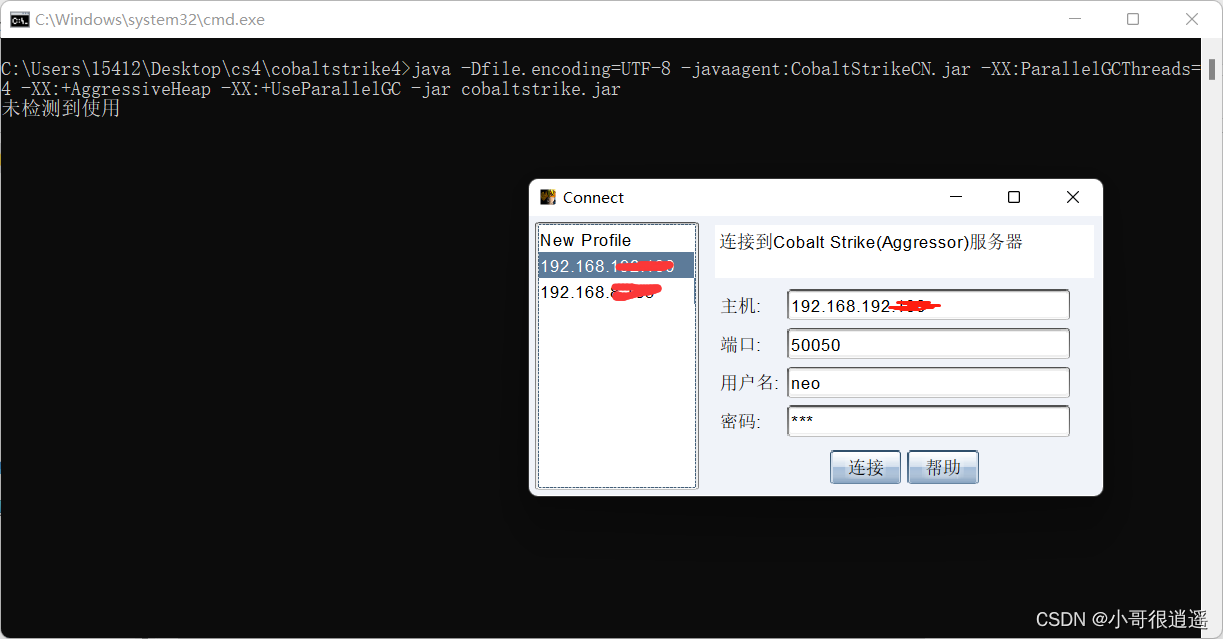 C:\Windows\system32\cmd.exe
C:\Users\15412\Desktop\cs4\cobaltstrike4>java -Dfile.encoding=UTF-8 -javaagent:CobaltStrikeCN.jar -XX:ParallelGCThreads=
4 -XX:+AggressiveHeap -XX:+UseParallelGC -jar cobaltstrike.jar
未检测到使用
Connect
New Profile
192.168.
192.168.
连接到Cobalt Strike(Aggressor)服务器
主机: 192.168.192.
端口: 50050
用户名: neo
密码: ***
连接 帮助
CSDN @小哥很逍遥